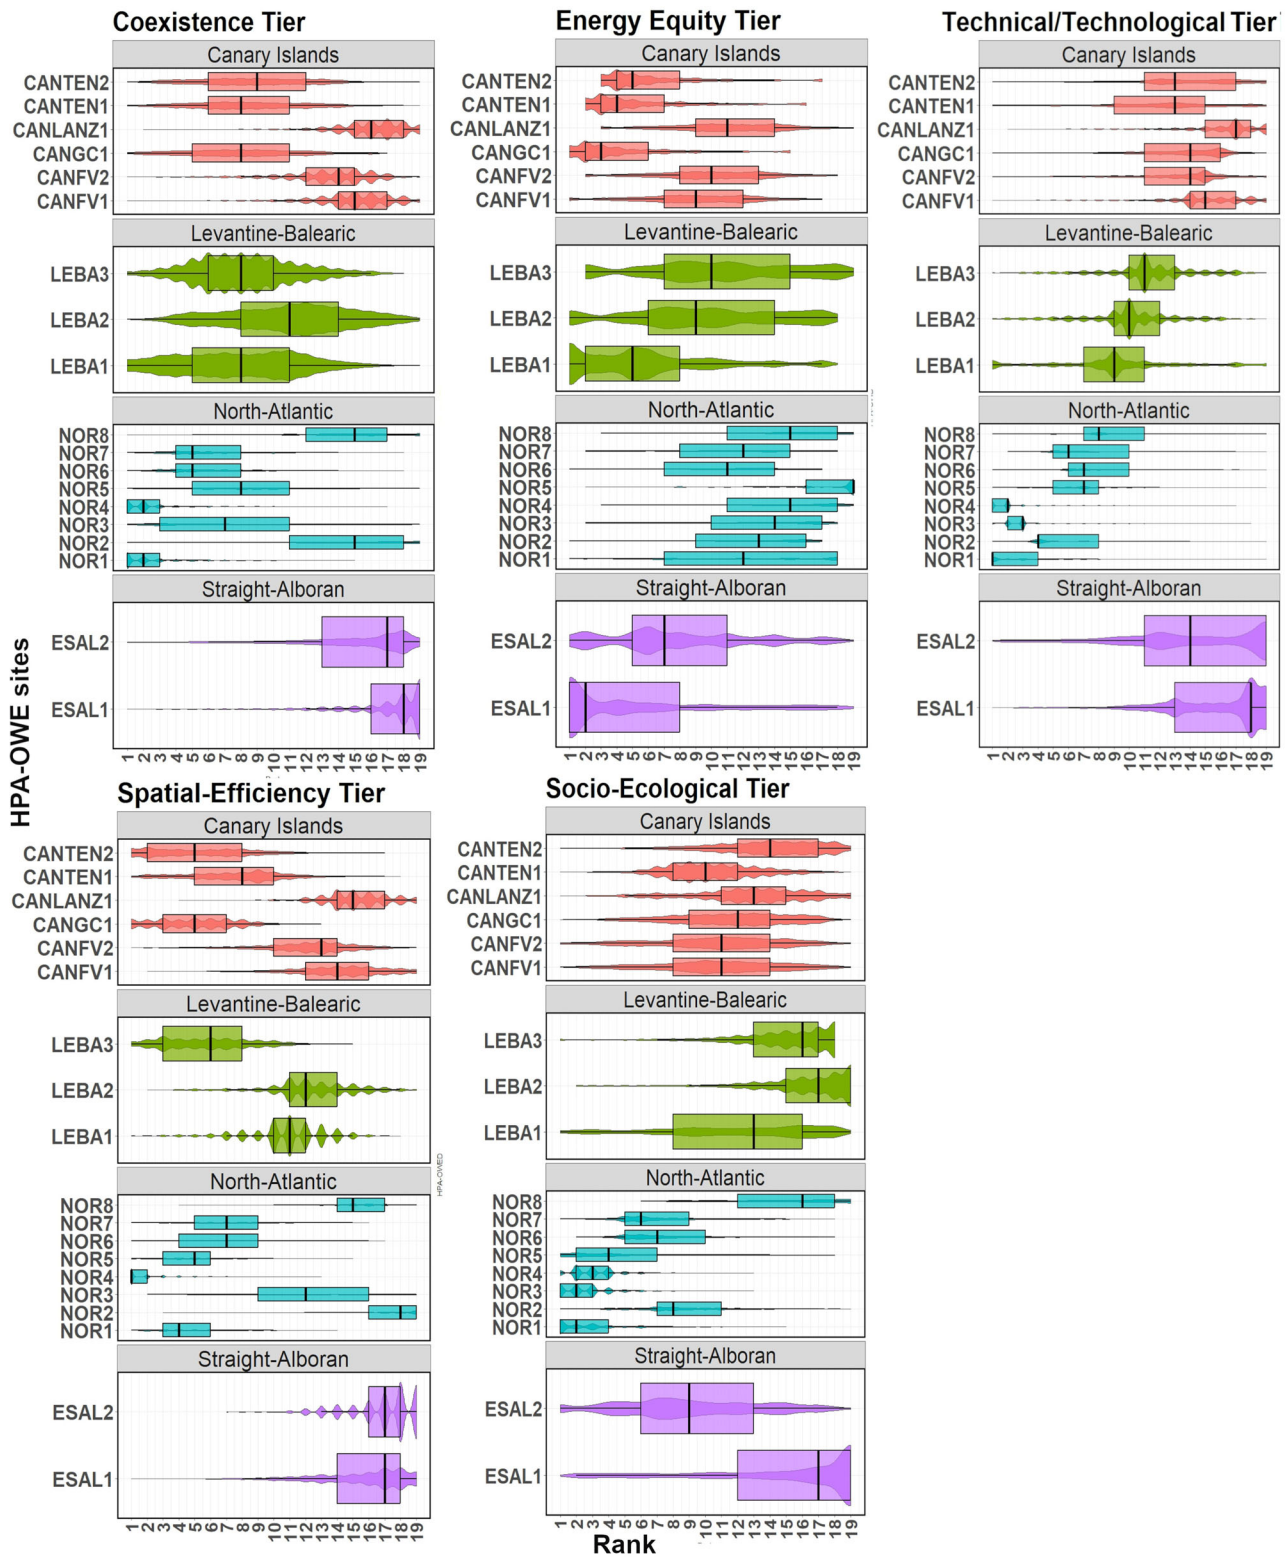 Coexistence Tier
Canary Islands
CANTEN2
CANTEN1
CANLANZ1
CANGC1
CANFV2
CANFV1
Levantine-Balearic
LEBA3
LEBA2
LEBA1
North-Atlantic
NOR8
NOR7
NOR6
NOR5
NOR4
NOR3
NOR2
NOR1
Straight-Alboran
ESAL2
ESAL1
1 2 3 4 5 6 7 8 9 10 11 12 13 14 15 16 17 18 19
Energy Equity Tier
Canary Islands
CANTEN2
CANTEN1
CANLANZ1
CANGC1
CANFV2
CANFV1
Levantine-Balearic
LEBA3
LEBA2
LEBA1
North-Atlantic
NOR8
NOR7
NOR6
NOR5
NOR4
NOR3
NOR2
NOR1
Straight-Alboran
ESAL2
ESAL1
1 2 3 4 5 6 7 8 9 10 11 12 13 14 15 16 17 18 19
Technical/Technological Tier
Canary Islands
CANTEN2
CANTEN1
CANLANZ1
CANGC1
CANFV2
CANFV1
Levantine-Balearic
LEBA3
LEBA2
LEBA1
North-Atlantic
NOR8
NOR7
NOR6
NOR5
NOR4
NOR3
NOR2
NOR1
Straight-Alboran
ESAL2
ESAL1
1 2 3 4 5 6 7 8 9 10 11 12 13 14 15 16 17 18 19
HPA-OWE sites
Spatial-Efficiency Tier
Canary Islands
CANTEN2
CANTEN1
CANLANZ1
CANGC1
CANFV2
CANFV1
Levantine-Balearic
LEBA3
LEBA2
LEBA1
HPA-OWED
North-Atlantic
NOR8
NOR7
NOR6
NOR5
NOR4
NOR3
NOR2
NOR1
Straight-Alboran
ESAL2
ESAL1
1 2 3 4 5 6 7 8 9 10 11 12 13 14 15 16 17 18 19
Socio-Ecological Tier
Canary Islands
CANTEN2
CANTEN1
CANLANZ1
CANGC1
CANFV2
CANFV1
Levantine-Balearic
LEBA3
LEBA2
LEBA1
North-Atlantic
NOR8
NOR7
NOR6
NOR5
NOR4
NOR3
NOR2
NOR1
Straight-Alboran
ESAL2
ESAL1
1 2 3 4 5 6 7 8 9 10 11 12 13 14 15 16 17 18 19
Rank